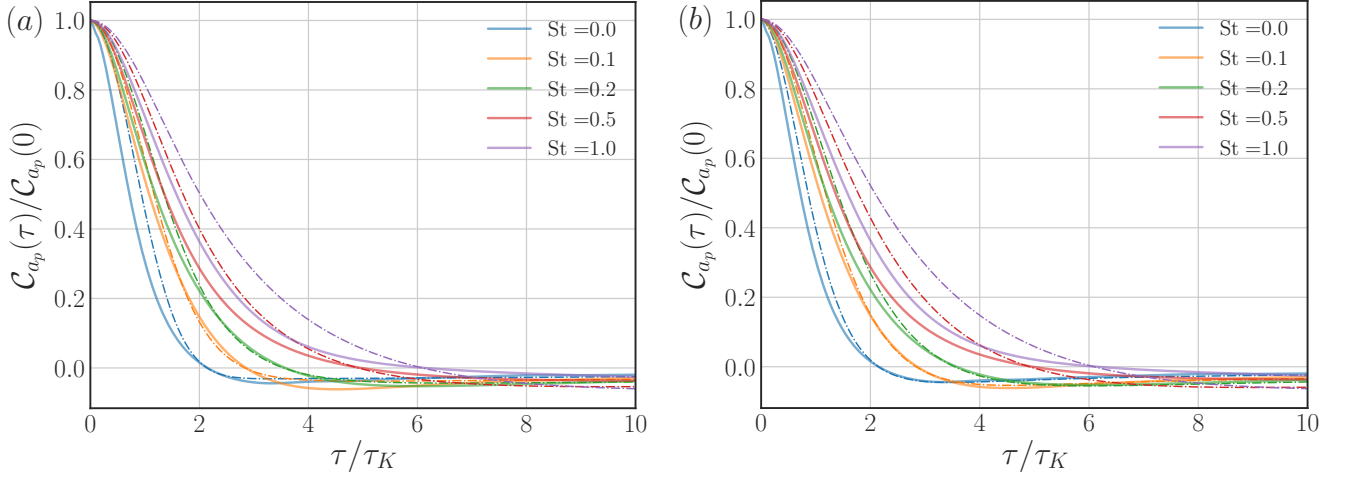 (a)
1.0
0.8
0.6
0.4
0.2
0.0
0 2 4 6 8 10
τ/τ_K
𝒞_{a_p}(τ)/𝒞_{a_p}(0)
St =0.0
St =0.1
St =0.2
St =0.5
St =1.0
(b)
1.0
0.8
0.6
0.4
0.2
0.0
0 2 4 6 8 10
τ/τ_K
𝒞_{a_p}(τ)/𝒞_{a_p}(0)
St =0.0
St =0.1
St =0.2
St =0.5
St =1.0